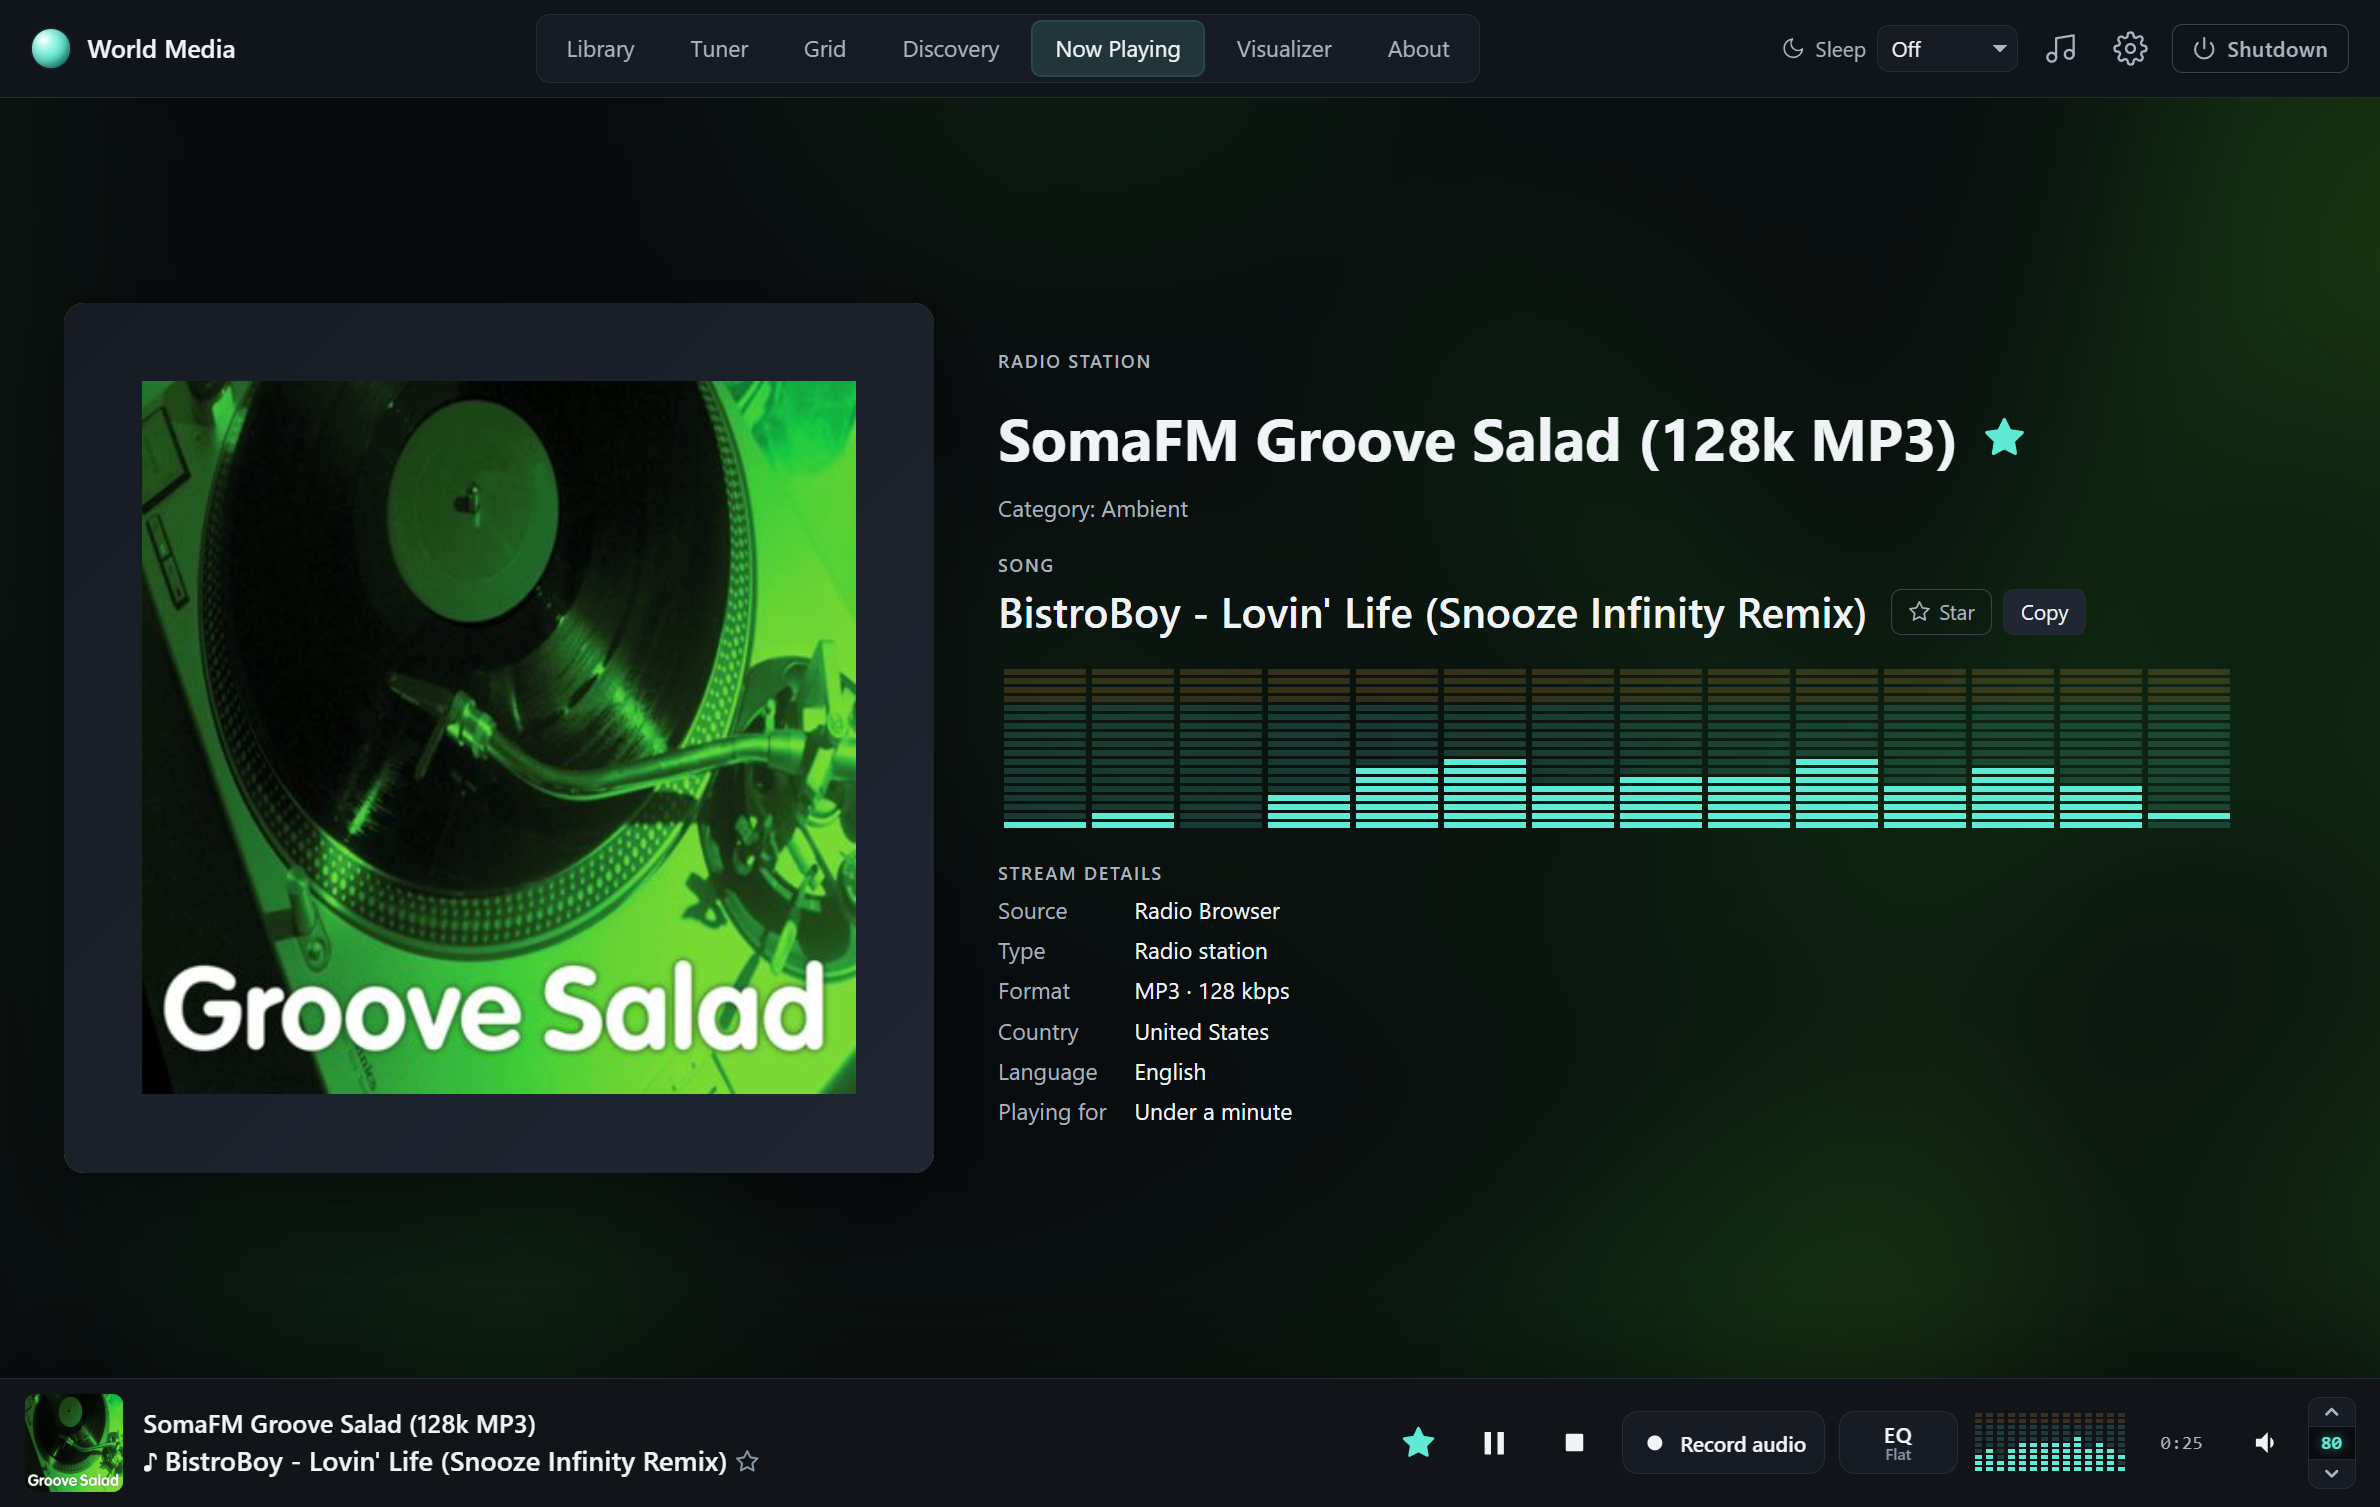 World Media
Library
Tuner
Grid
Discovery
Now Playing
Visualizer
About
Sleep
Off
Shutdown
Groove Salad
RADIO STATION
SomaFM Groove Salad (128k MP3)
Category: Ambient
SONG
BistroBoy - Lovin' Life (Snooze Infinity Remix)
Star
Copy
STREAM DETAILS
Source Radio Browser
Type Radio station
Format MP3 · 128 kbps
Country United States
Language English
Playing for Under a minute
Groove Salad
SomaFM Groove Salad (128k MP3)
BistroBoy - Lovin' Life (Snooze Infinity Remix)
Record audio
EQ
Flat
0:25
80